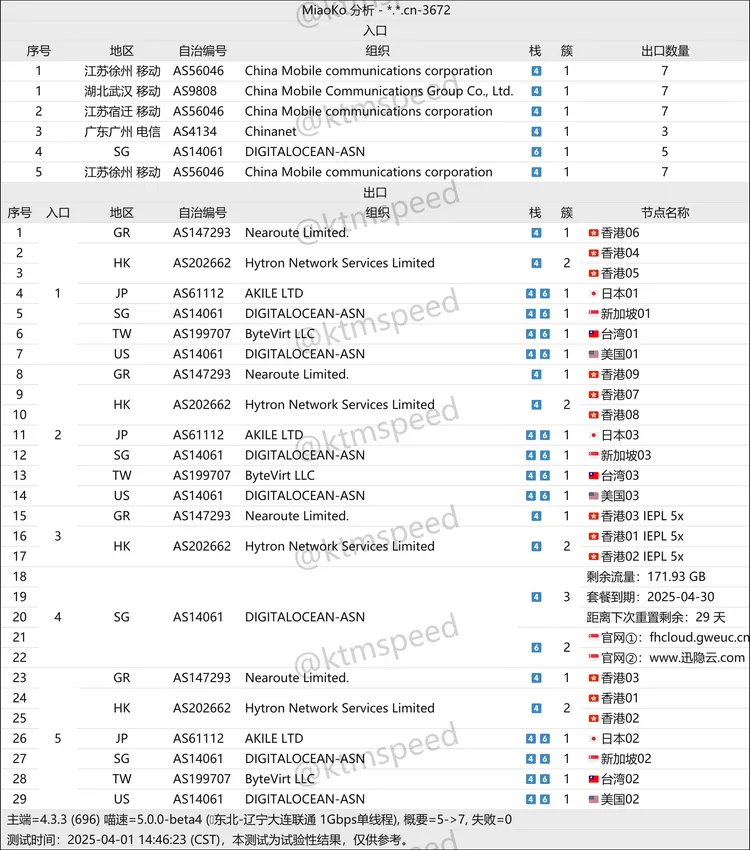 MiaoKo 分析 - *.*.cn-3672
入口
序号 地区 自治编号 组织 栈 簇 出口数量
1 江苏徐州 移动 AS56046 China Mobile communications corporation 4 1 7
1 湖北武汉 移动 AS9808 China Mobile Communications Group Co., Ltd. 4 1 7
2 江苏宿迁 移动 AS56046 China Mobile communications corporation 4 1 7
3 广东广州 电信 AS4134 Chinanet 4 1 3
4 SG AS14061 DIGITALOCEAN-ASN 6 1 5
5 江苏徐州 移动 AS56046 China Mobile communications corporation 4 1 7
出口
序号 入口 地区 自治编号 组织 栈 簇 节点名称
1 GR AS147293 Nearoute Limited. 4 1 香港06
2 香港04
HK AS202662 Hytron Network Services Limited 4 2
3 香港05
4 1 JP AS61112 AKILE LTD 4 6 1 日本01
5 SG AS14061 DIGITALOCEAN-ASN 4 6 1 新加坡01
6 TW AS199707 ByteVirt LLC 4 6 1 台湾01
7 US AS14061 DIGITALOCEAN-ASN 4 6 1 美国01
8 GR AS147293 Nearoute Limited. 4 1 香港09
9 香港07
HK AS202662 Hytron Network Services Limited 4 2
10 香港08
11 2 JP AS61112 AKILE LTD 4 6 1 日本03
12 SG AS14061 DIGITALOCEAN-ASN 4 6 1 新加坡03
13 TW AS199707 ByteVirt LLC 4 6 1 台湾03
14 US AS14061 DIGITALOCEAN-ASN 4 6 1 美国03
15 GR AS147293 Nearoute Limited. 4 1 香港03 IEPL 5x
16 3 香港01 IEPL 5x
HK AS202662 Hytron Network Services Limited 4 2
17 香港02 IEPL 5x
18 剩余流量：171.93 GB
19 4 3 套餐到期：2025-04-30
20 4 SG AS14061 DIGITALOCEAN-ASN 距离下次重置剩余：29 天
21 官网①：fhcloud.gweuc.cn
6 2
22 官网②：www.迅隐云.com
23 GR AS147293 Nearoute Limited. 4 1 香港03
24 香港01
HK AS202662 Hytron Network Services Limited 4 2
25 香港02
26 5 JP AS61112 AKILE LTD 4 6 1 日本02
27 SG AS14061 DIGITALOCEAN-ASN 4 6 1 新加坡02
28 TW AS199707 ByteVirt LLC 4 6 1 台湾02
29 US AS14061 DIGITALOCEAN-ASN 4 6 1 美国02
主端=4.3.3 (696) 喵速=5.0.0-beta4 (東北-辽宁大连联通 1Gbps单线程), 概要=5->7, 失败=0
测试时间：2025-04-01 14:46:23 (CST)，本测试为试验性结果，仅供参考。
@ktmspeed
@ktmspeed
@ktmspeed
@ktmspeed
@ktmspeed
@ktmspeed
@ktmspeed
@ktmspeed